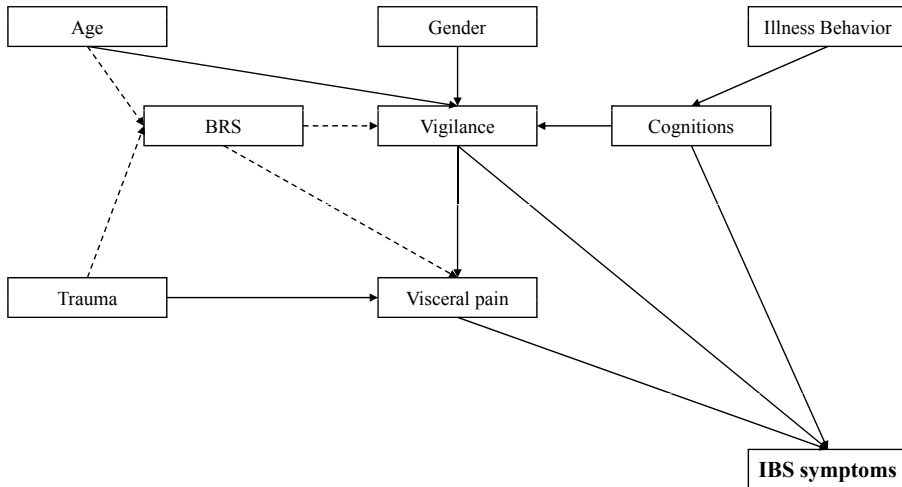 Age
Gender
Illness Behavior
BRS
Vigilance
Cognitions
Trauma
Visceral pain
IBS symptoms